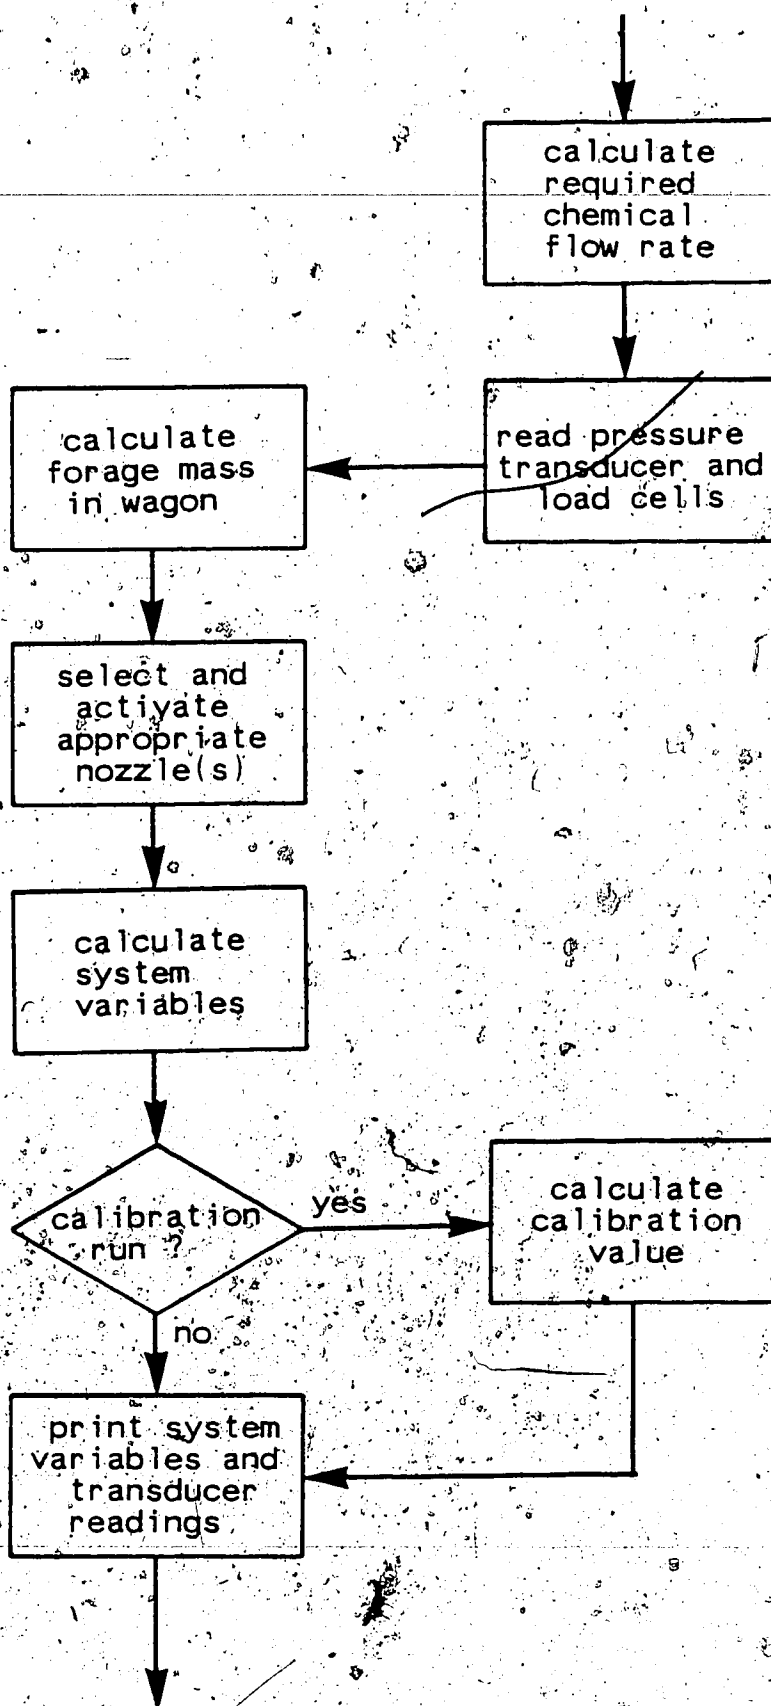 calculate
required
chemical
flow rate
read pressure
transducer and
load cells
calculate
forage mass
in wagon
select and
activate
appropriate
nozzle(s)
calculate
system
variables
calibration
run ?
yes
calculate
calibration
value
no
print system
variables and
transducer
readings